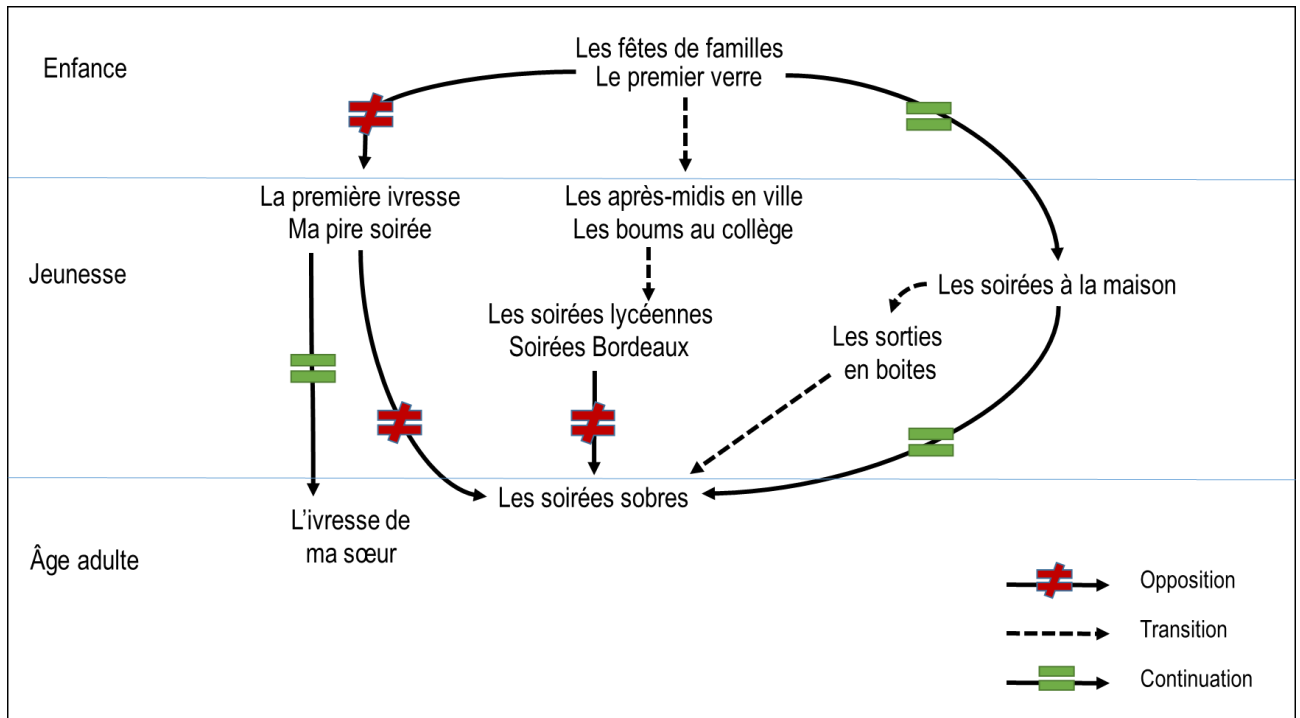 Enfance
Les fêtes de familles
Le premier verre
Jeunesse
La première ivresse
Ma pire soirée
Les après-midis en ville
Les boums au collège
Les soirées lycéennes
Soirées Bordeaux
Les soirées à la maison
Les sorties
en boites
Âge adulte
Les soirées sobres
L'ivresse de
ma sœur
Opposition
Transition
Continuation